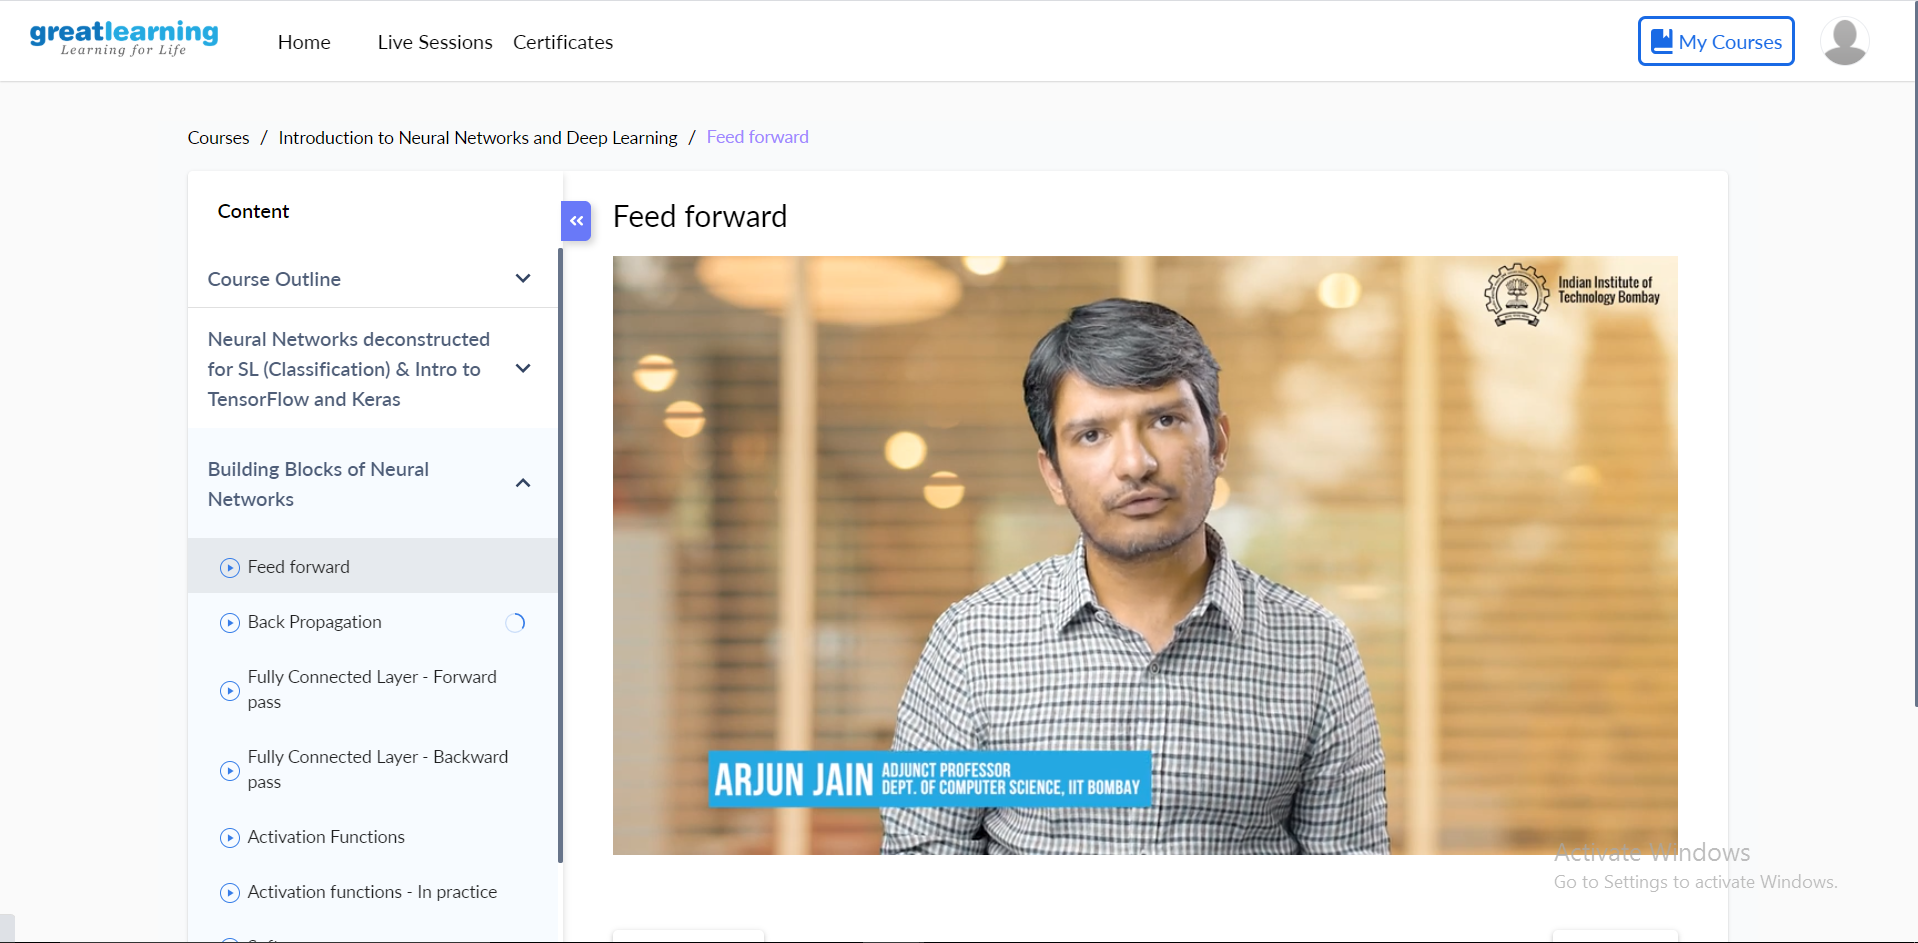 greatlearning
Learning for Life
Home
Live Sessions
Certificates
My Courses
Courses / Introduction to Neural Networks and Deep Learning / Feed forward
Content
Course Outline
Neural Networks deconstructed
for SL (Classification) & Intro to
TensorFlow and Keras
Building Blocks of Neural
Networks
Feed forward
Back Propagation
Fully Connected Layer - Forward
pass
Fully Connected Layer - Backward
pass
Activation Functions
Activation functions - In practice
Feed forward
Indian Institute of
Technology Bombay
ARJUN JAIN
ADJUNCT PROFESSOR
DEPT. OF COMPUTER SCIENCE, IIT BOMBAY
Activate Windows
Go to Settings to activate Windows.